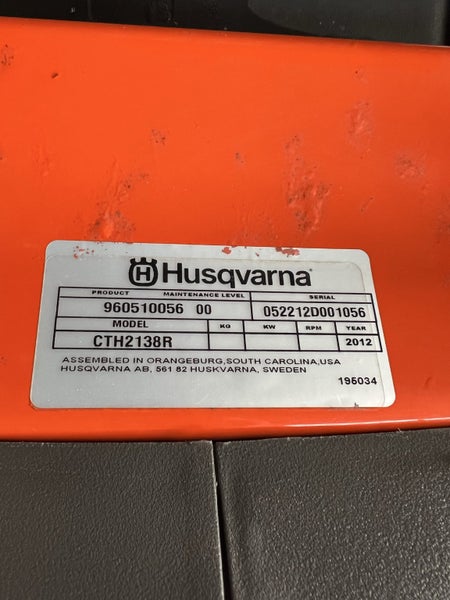 Husqvarna
PRODUCT MAINTENANCE LEVEL SERIAL
960510056 00 052212D001056
MODEL KG KW RPM YEAR
CTH2138R 2012
ASSEMBLED IN ORANGEBURG,SOUTH CAROLINA,USA
HUSQVARNA AB, 561 82 HUSKVARNA, SWEDEN
195034